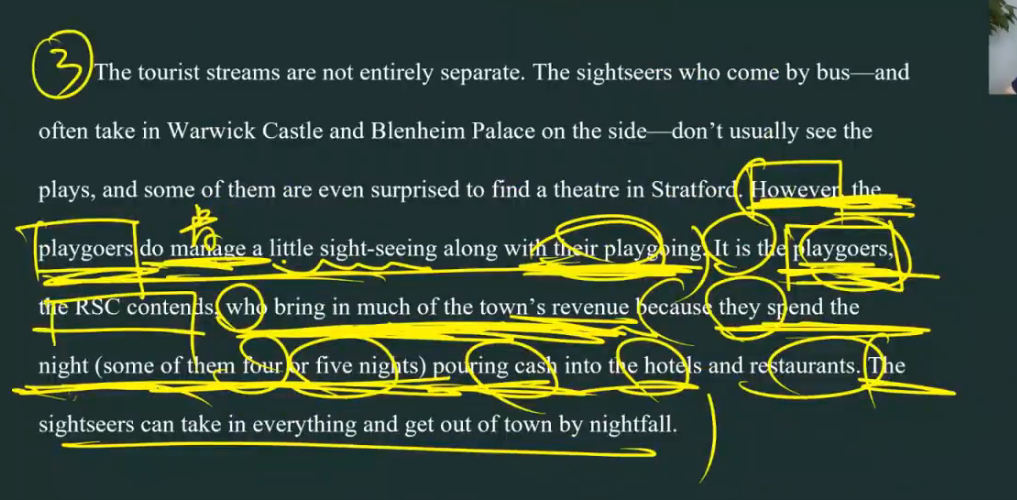 ③ The tourist streams are not entirely separate. The sightseers who come by bus—and
often take in Warwick Castle and Blenheim Palace on the side—don’t usually see the
plays, and some of them are even surprised to find a theatre in Stratford. However, the
playgoers do manage a little sight-seeing along with their playgoing. It is the playgoers,
the RSC contends, who bring in much of the town’s revenue because they spend the
night (some of them four or five nights) pouring cash into the hotels and restaurants. The
sightseers can take in everything and get out of town by nightfall.